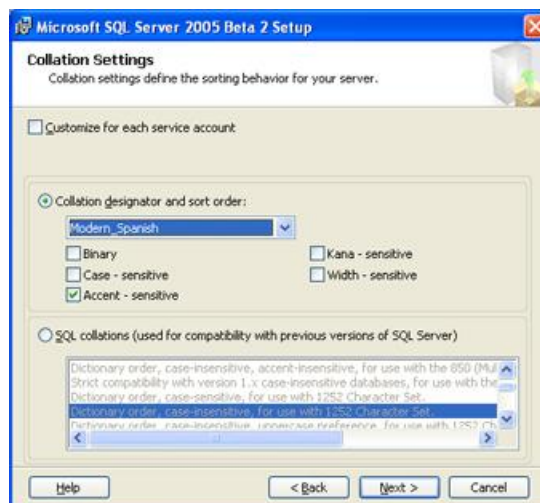 Microsoft SQL Server 2005 Beta 2 Setup
Collation Settings
Collation settings define the sorting behavior for your server.
Customize for each service account
Collation designator and sort order:
Modern_Spanish
Binary
Kana - sensitive
Case - sensitive
Width - sensitive
Accent - sensitive
SQL collations (used for compatibility with previous versions of SQL Server)
Dictionary order, case-insensitive, accent-insensitive, for use with the 850 (Mul
Strict compatibility with version 1.x case-insensitive databases, for use with the
Dictionary order, case-sensitive, for use with 1252 Character Set.
Dictionary order, case-insensitive, for use with 1252 Character Set.
Dictionary order, case-insensitive, uppercase preference, for use with 1252 Ch
Help
< Back
Next >
Cancel